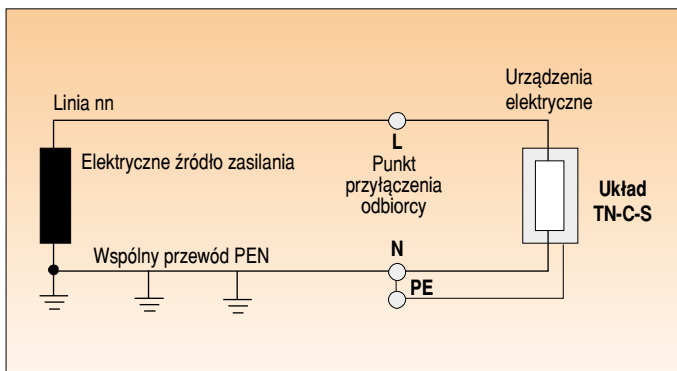 Urządzenia
elektryczne
Linia nn
L
Elektryczne źródło zasilania
Punkt
przyłączenia
odbiorcy
Układ
TN-C-S
Wspólny przewód PEN
N
PE